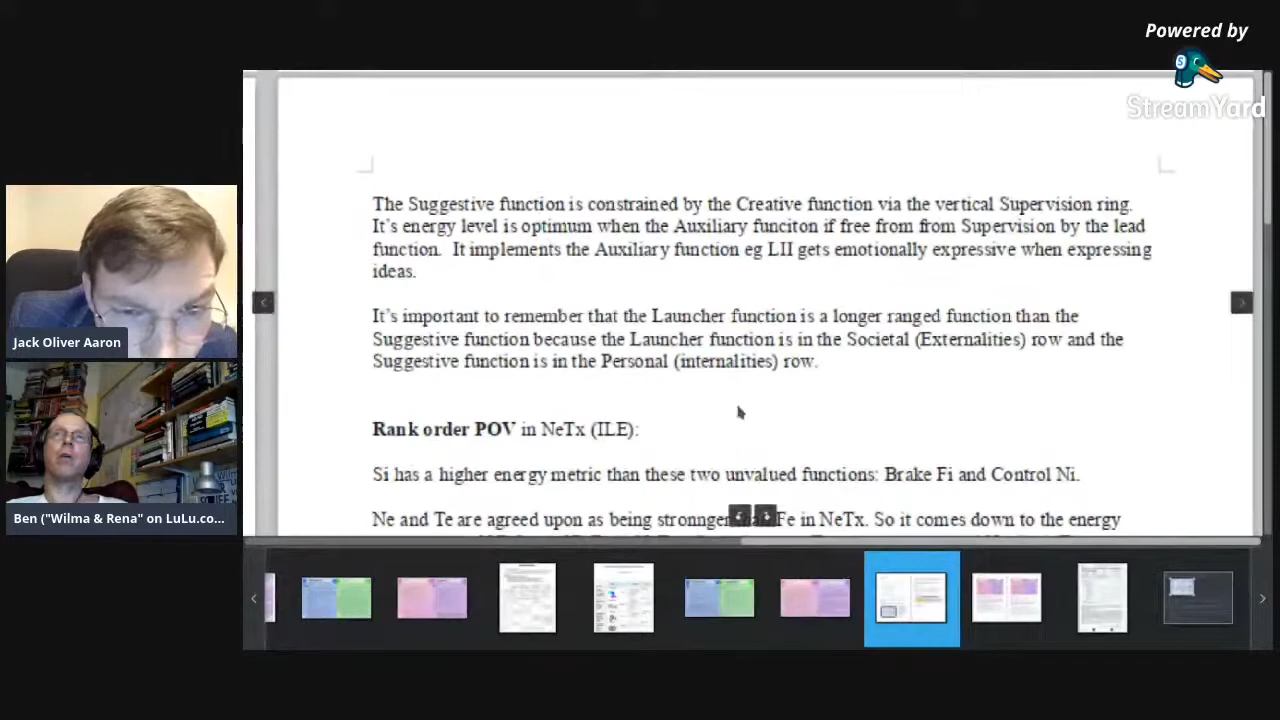 Powered by
StreamYard
The Suggestive function is constrained by the Creative function via the vertical Supervision ring.
It's energy level is optimum when the Auxiliary funciton if free from from Supervision by the lead
function. It implements the Auxiliary function eg LII gets emotionally expressive when expressing
ideas.
It's important to remember that the Launcher function is a longer ranged function than the
Suggestive function because the Launcher function is in the Societal (Externalities) row and the
Suggestive function is in the Personal (internalities) row.
Rank order POV in NeTx (ILE):
Si has a higher energy metric than these two unvalued functions: Brake Fi and Control Ni.
Ne and Te are agreed upon as being stronnger Fe in NeTx. So it comes down to the energy
Jack Oliver Aaron
Ben ("Wilma & Rena" on LuLu.co...